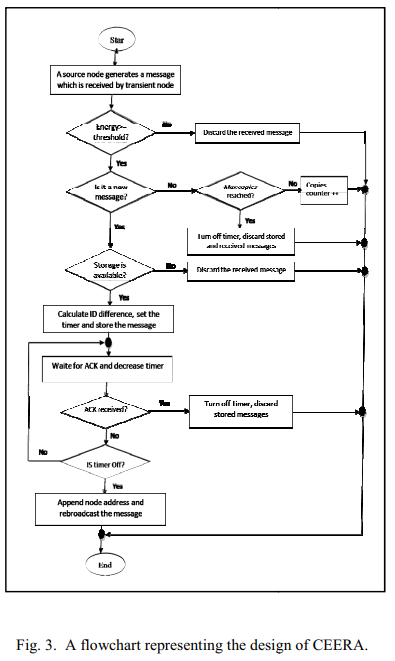 Star
A source node generates a message
which is received by transient node
Energy>=
threshold?
No
Discard the received message
Yes
Is it a new
message?
No
Maxcopies
reached?
No
Copies
counter ++
Yes
Yes
Turn off timer, discard stored
and received messages
Storage is
available?
No
Discard the received message
Yes
Calculate ID difference, set the
timer and store the message
Waite for ACK and decrease timer
ACK received?
Yes
Turn off timer, discard
stored messages
No
No
IS timer Off?
Yes
Append node address and
rebroadcast the message
End
Fig. 3. A flowchart representing the design of CEERA.